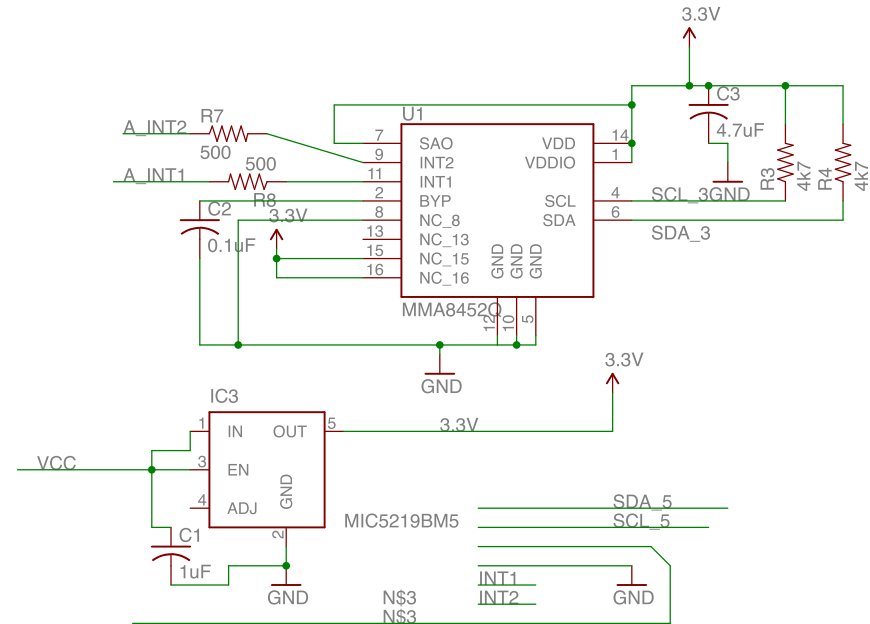 3.3V
C3
4.7uF
R3
4k7
R4
4k7
SCL_3GND
SDA_3
U1
A_INT2
R7
500
A_INT1
500
R8
C2
0.1uF
3.3V
7 SAO VDD 14
9 INT2 VDDIO 1
11 INT1
2 BYP SCL 4
8 NC_8 SDA 6
13 NC_13
15 NC_15
16 NC_16
GND GND GND
MMA8452Q
12 10 5
GND
3.3V
IC3
1 IN OUT 5
3.3V
VCC
3 EN
4 ADJ
GND
2
MIC5219BM5
C1
1uF
GND
SDA_5
SCL_5
INT1
INT2
GND
N$3
N$3